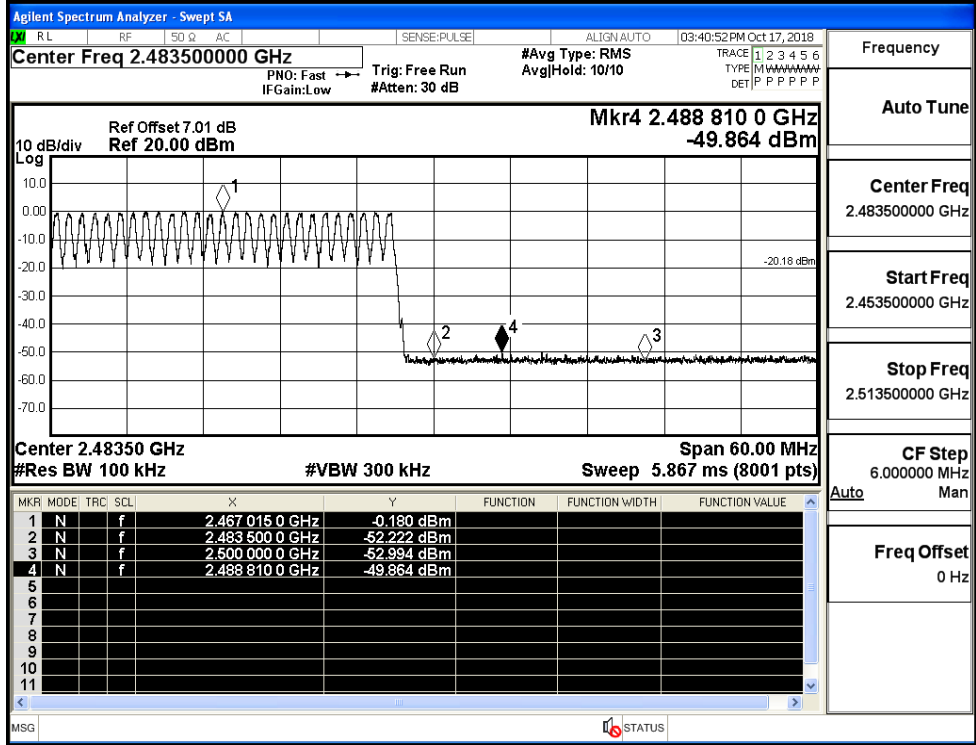 Agilent Spectrum Analyzer - Swept SA
LXI RL RF 50 Ω AC SENSE:PULSE ALIGN AUTO 03:40:52 PM Oct 17, 2018
Center Freq 2.483500000 GHz
PNO: Fast
IFGain:Low
Trig: Free Run
#Atten: 30 dB
#Avg Type: RMS
Avg|Hold: 10/10
TRACE 1 2 3 4 5 6
TYPE M WWWWW
DET P P P P P P
Frequency
Auto Tune
Center Freq
2.483500000 GHz
Start Freq
2.453500000 GHz
Stop Freq
2.513500000 GHz
CF Step
6.000000 MHz
Auto Man
Freq Offset
0 Hz
Mkr4 2.488 810 0 GHz
-49.864 dBm
Ref Offset 7.01 dB
10 dB/div Ref 20.00 dBm
Log
10.0
0.00
-10.0
-20.0
-30.0
-40.0
-50.0
-60.0
-70.0
1
2
4
3
-20.18 dBm
Center 2.48350 GHz Span 60.00 MHz
#Res BW 100 kHz #VBW 300 kHz Sweep 5.867 ms (8001 pts)
MKR MODE TRC SCL X Y FUNCTION FUNCTION WIDTH FUNCTION VALUE
1 N f 2.467 015 0 GHz -0.180 dBm
2 N f 2.483 500 0 GHz -52.222 dBm
3 N f 2.500 000 0 GHz -52.994 dBm
4 N f 2.488 810 0 GHz -49.864 dBm
5
6
7
8
9
10
11
MSG STATUS